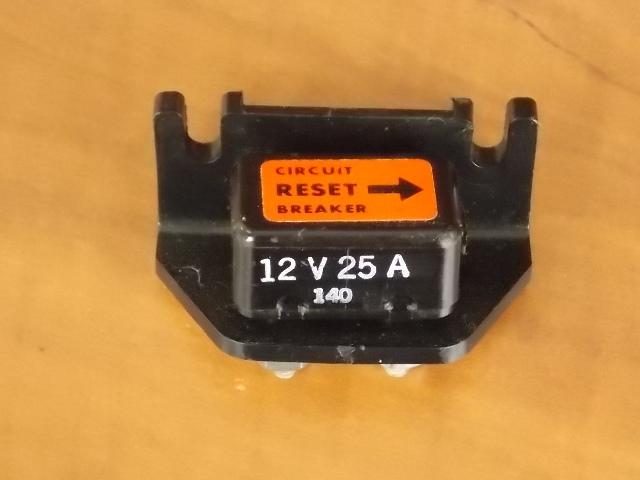 CIRCUIT
RESET
BREAKER
12 V 25 A
140